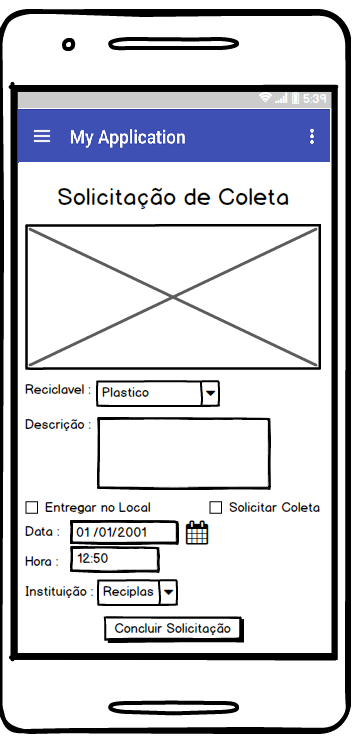 5:39
My Application
Solicitação de Coleta
Reciclavel : Plastico
Descrição :
Entregar no Local Solicitar Coleta
Data : 01 /01/2001
Hora : 12:50
Instituição : Reciplas
Concluir Solicitação